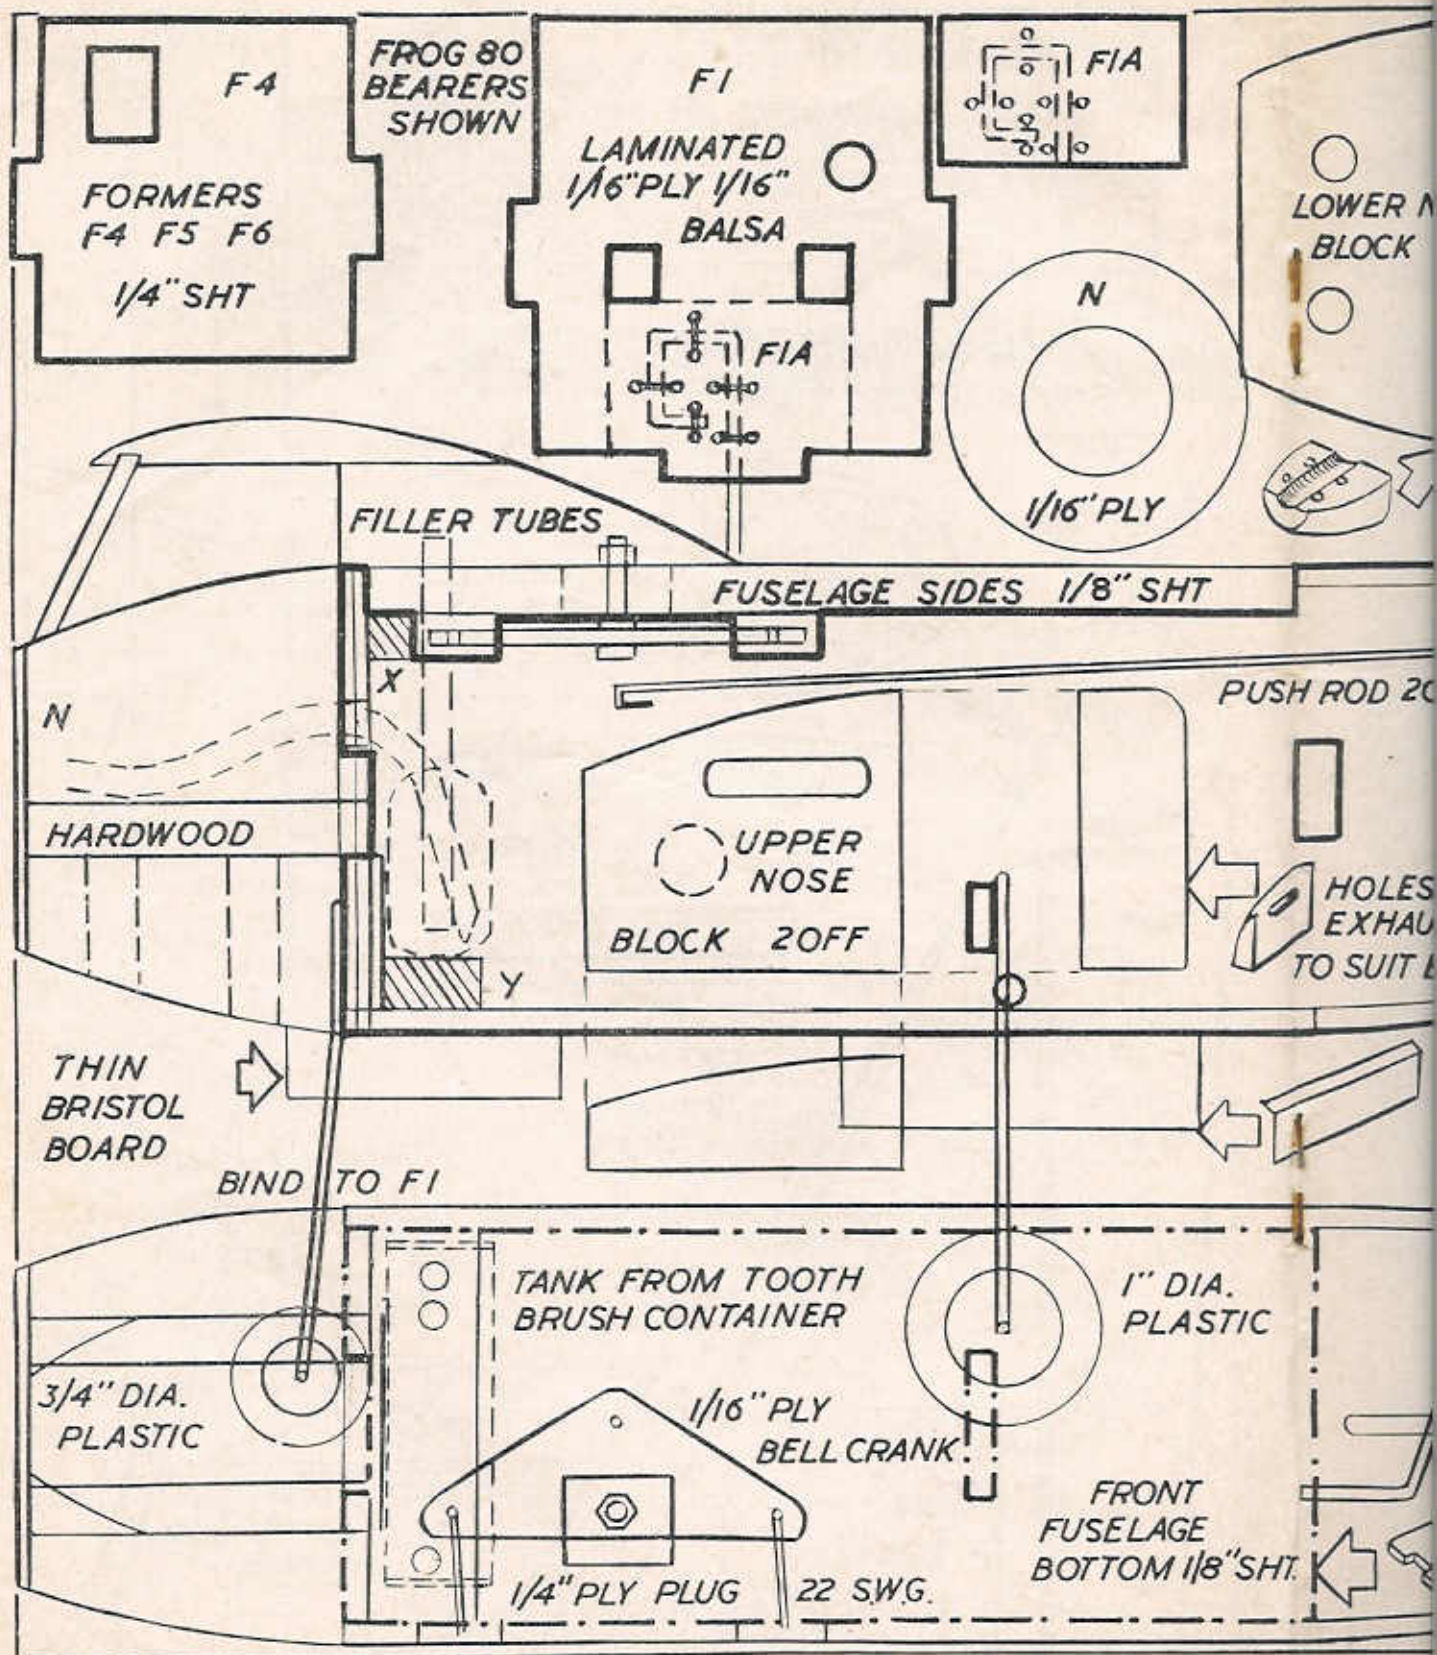 F4
FORMERS
F4 F5 F6
1/4" SHT
FROG 80
BEARERS
SHOWN
F1
LAMINATED
1/16" PLY 1/16"
BALSA
F1A
F1A
N
1/16" PLY
LOWER
BLOCK
FILLER TUBES
FUSELAGE SIDES 1/8" SHT
X
N
PUSH ROD
HARDWOOD
UPPER
NOSE
BLOCK 2OFF
Y
HOLES
TO SUIT
THIN
BRISTOL
BOARD
BIND TO F1
TANK FROM TOOTH
BRUSH CONTAINER
1" DIA.
PLASTIC
3/4" DIA.
PLASTIC
1/16" PLY
BELL CRANK
FRONT
FUSELAGE
BOTTOM 1/8" SHT.
1/4" PLY PLUG
22 S.W.G.